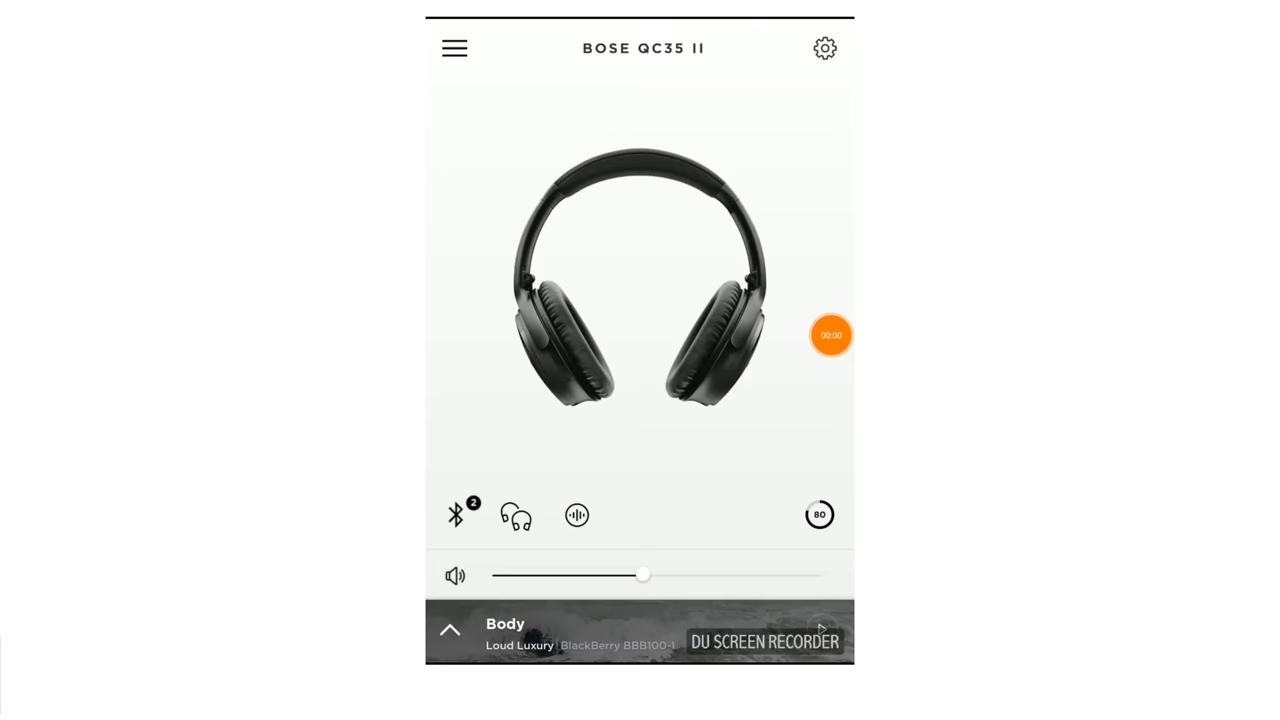 BOSE QC35 II
00:00
2
80
Body
Loud Luxury | BlackBerry BBB100-1
DU SCREEN RECORDER